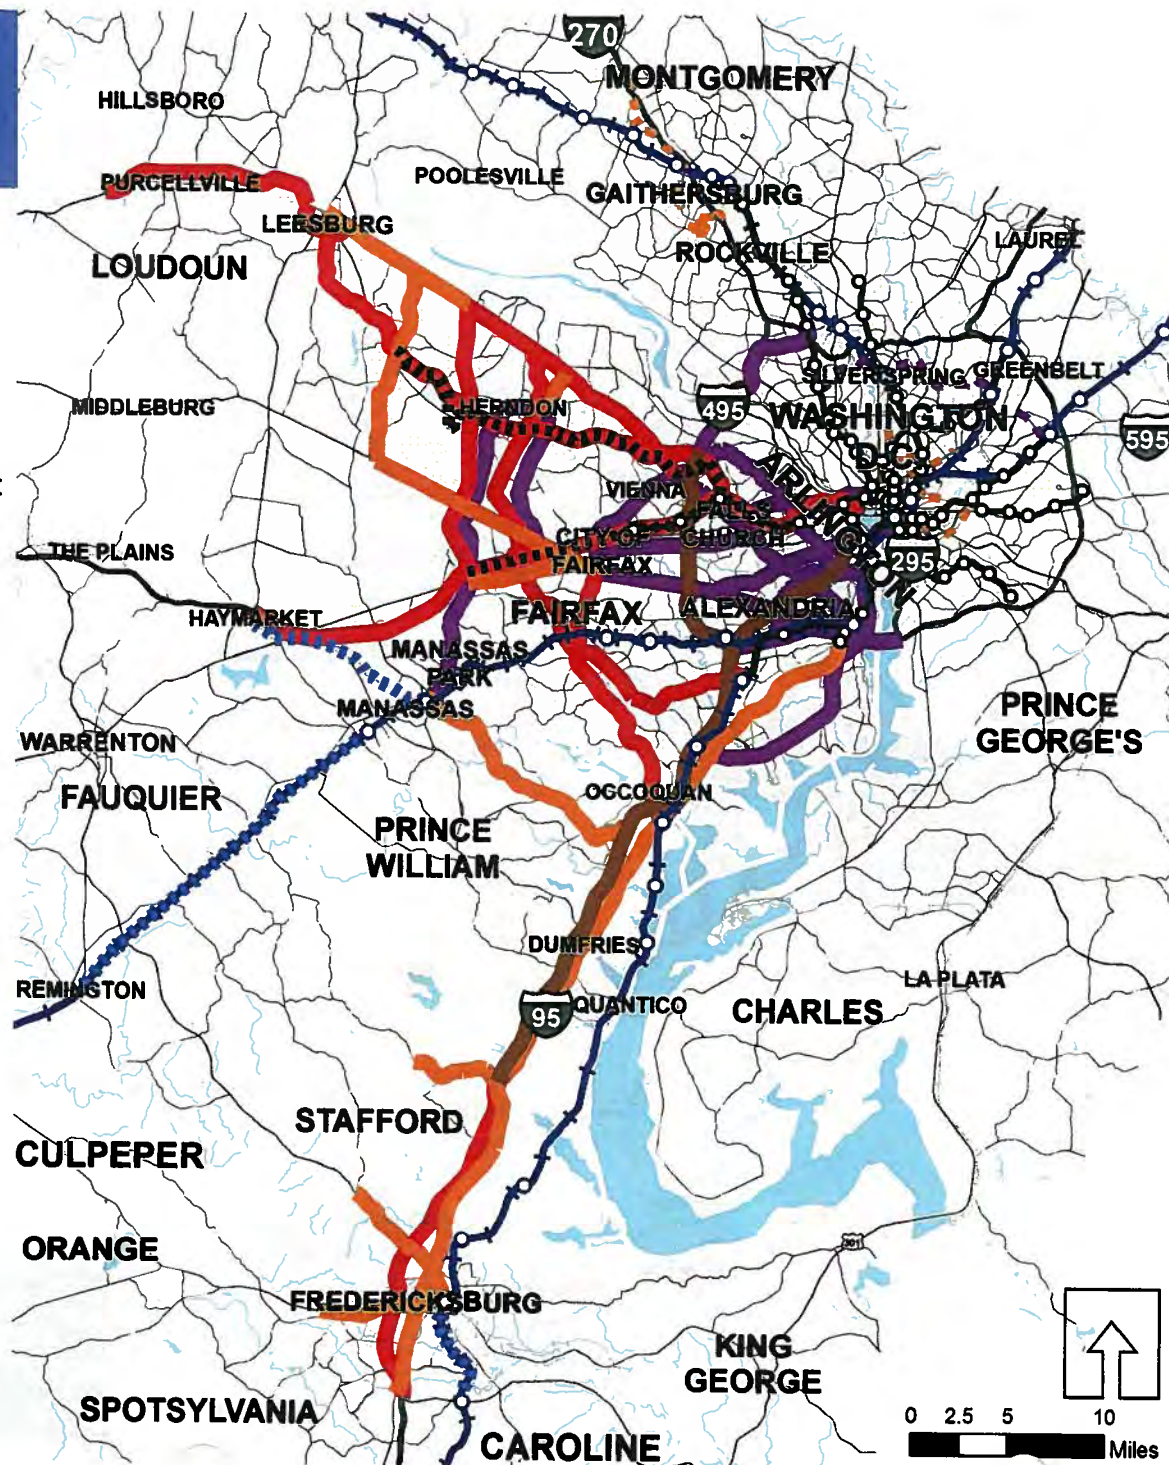 270
MONTGOMERY
HILLSBORO
PURCELLVILLE
POOLESVILLE
GAITHERSBURG
LEESBURG
ROCKVILLE
LAUREL
LOUDOUN
SILVER SPRING
GREENBELT
MIDDLEBURG
HERNDON
495
WASHINGTON
D.C.
595
ARLINGTON
VIENNA
FALLS
CHURCH
CITY OF
FAIRFAX
THE PLAINS
295
HAYMARKET
FAIRFAX
ALEXANDRIA
MANASSAS
PARK
MANASSAS
PRINCE
GEORGE'S
WARRENTON
FAUQUIER
OCCOQUAN
PRINCE
WILLIAM
DUMFRIES
REMINGTON
LA PLATA
95
QUANTICO
CHARLES
STAFFORD
CULPEPER
ORANGE
301
FREDERICKSBURG
KING
GEORGE
SPOTSYLVANIA
CAROLINE
0 2.5 5 10
Miles